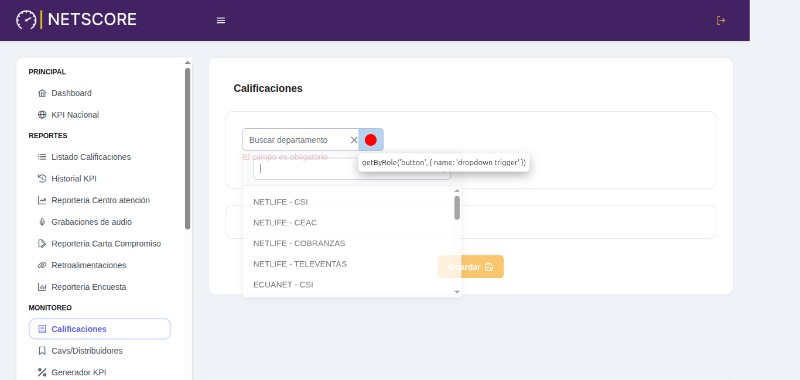 NETSCORE
PRINCIPAL
Dashboard
KPI Nacional
REPORTES
Listado Calificaciones
Historial KPI
Reporteria Centro atención
Grabaciones de audio
Reporteria Carta Compromiso
Retroalimentaciones
Reporteria Encuesta
MONITOREO
Calificaciones
Cavs/Distribuidores
Generador KPI
Calificaciones
Buscar departamento
El campo es obligatorio
getByRole('button', { name: 'dropdown trigger' })
NETLIFE - CSI
NETLIFE - CEAC
NETLIFE - COBRANZAS
NETLIFE - TELEVENTAS
ECUANET - CSI
Guardar